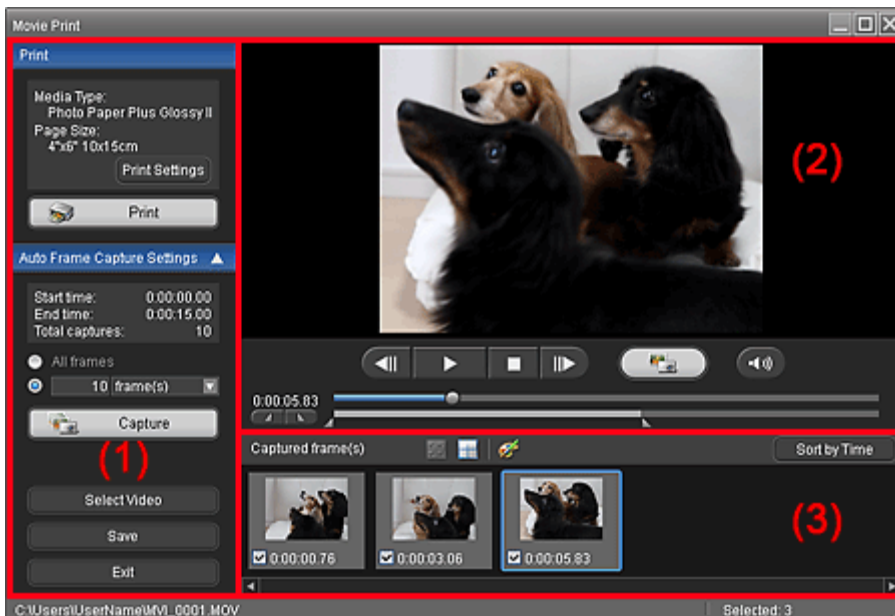 Movie Print
Print
Media Type:
Photo Paper Plus Glossy II
Page Size:
4"x6" 10x15cm
Print Settings
Print
Auto Frame Capture Settings
Start time: 0:00:00.00
End time: 0:00:15.00
Total captures: 10
All frames
10 frame(s)
Capture
(1)
Select Video
Save
Exit
(2)
0:00:05.83
Captured frame(s)
Sort by Time
0:00:00.76
0:00:03.06
0:00:05.83
(3)
C:\Users\UserName\MVI_0001.MOV
Selected: 3